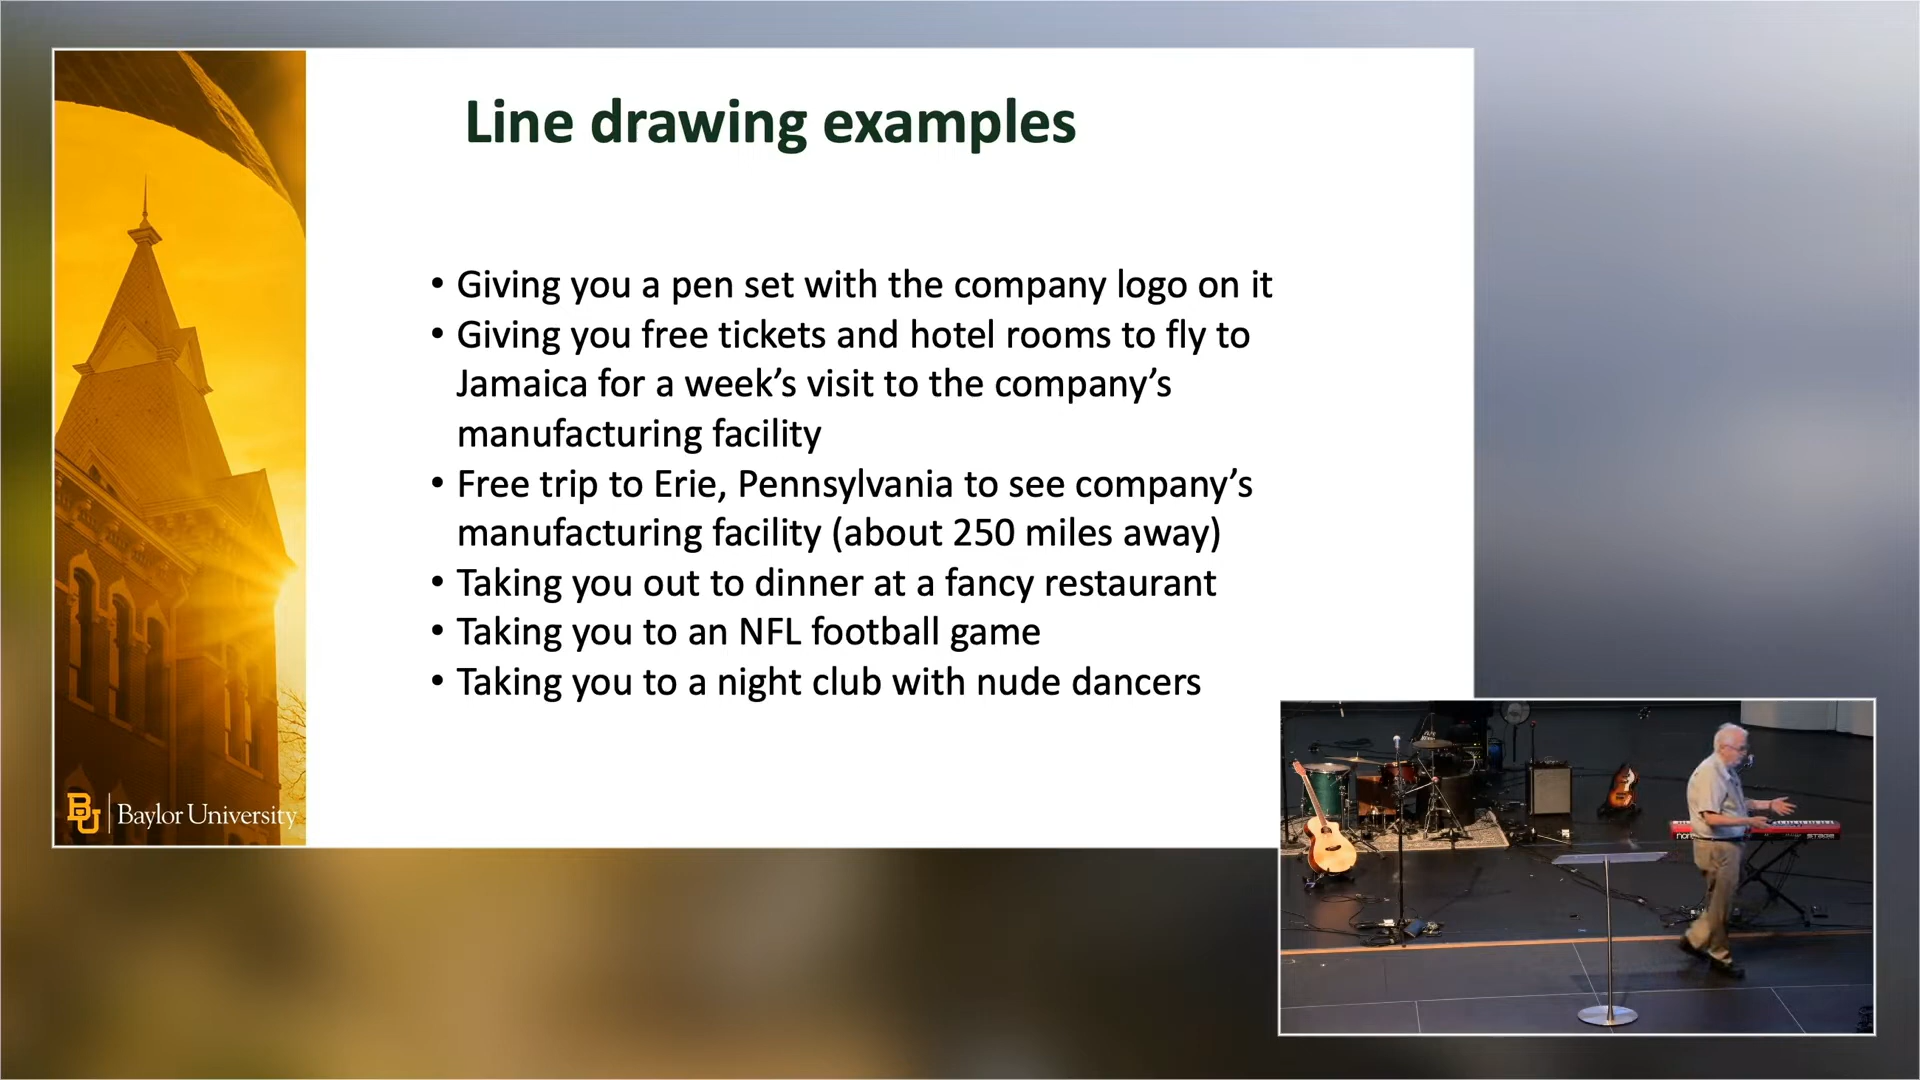 Line drawing examples
• Giving you a pen set with the company logo on it
• Giving you free tickets and hotel rooms to fly to
Jamaica for a week’s visit to the company’s
manufacturing facility
• Free trip to Erie, Pennsylvania to see company’s
manufacturing facility (about 250 miles away)
• Taking you out to dinner at a fancy restaurant
• Taking you to an NFL football game
• Taking you to a night club with nude dancers
BU | Baylor University
nord
STAGE